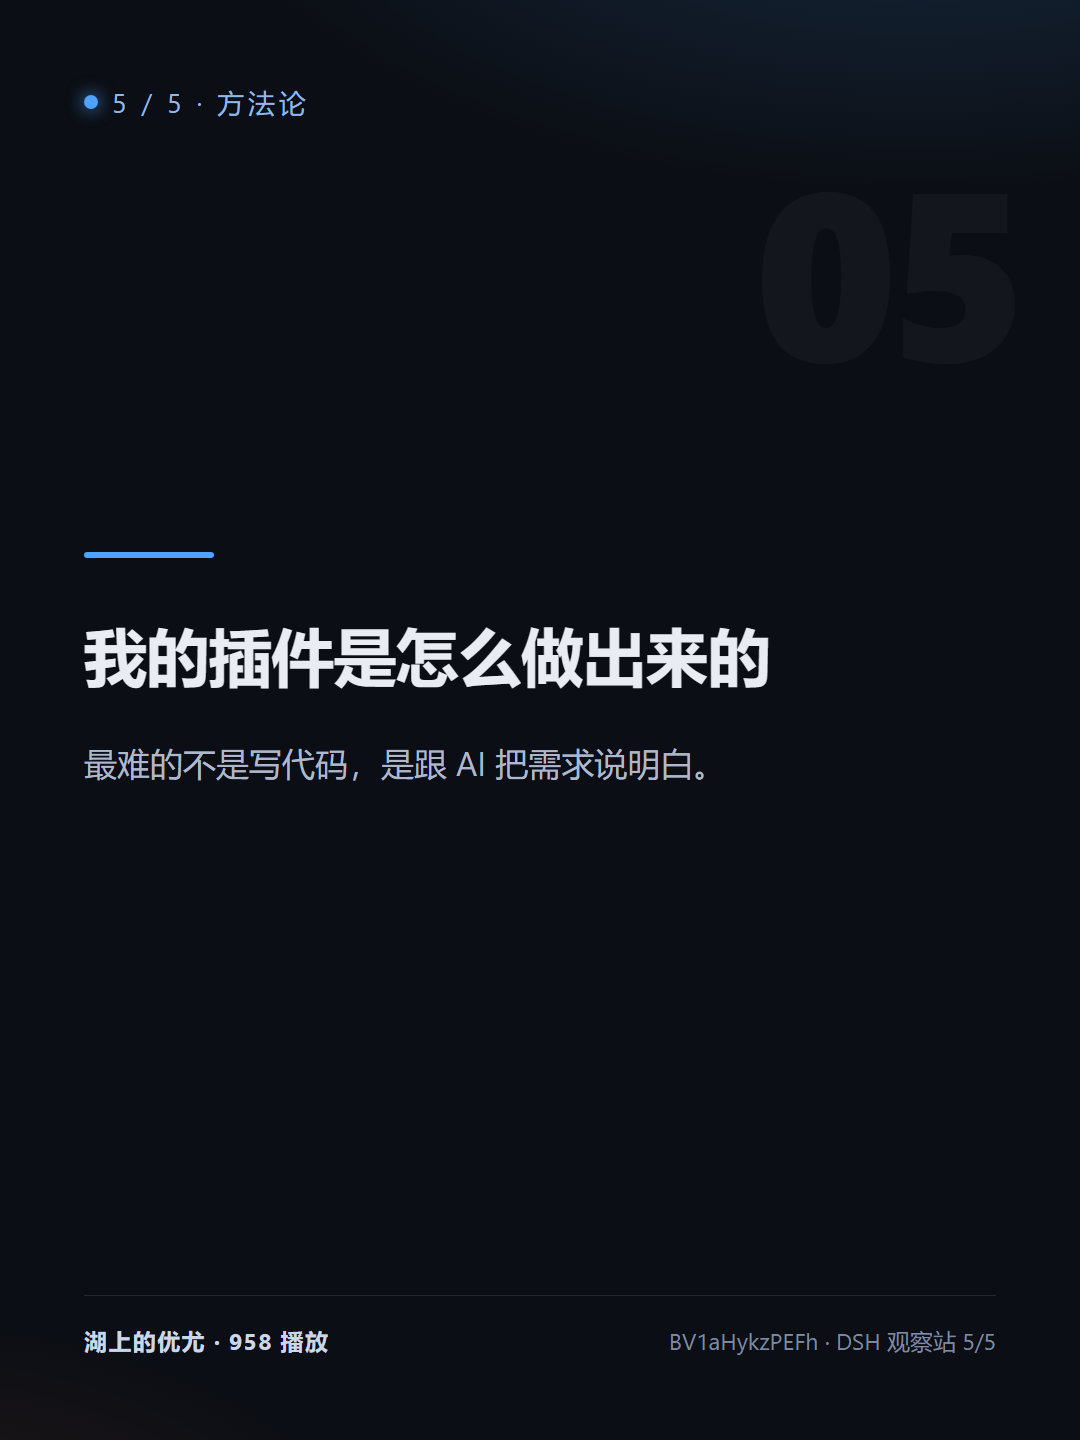 5 / 5 · 方法论
05
我的插件是怎么做出来的
最难的不是写代码，是跟 AI 把需求说明白。
湖上的优尤 · 958 播放
BV1aHykzPEFh · DSH 观察站 5/5